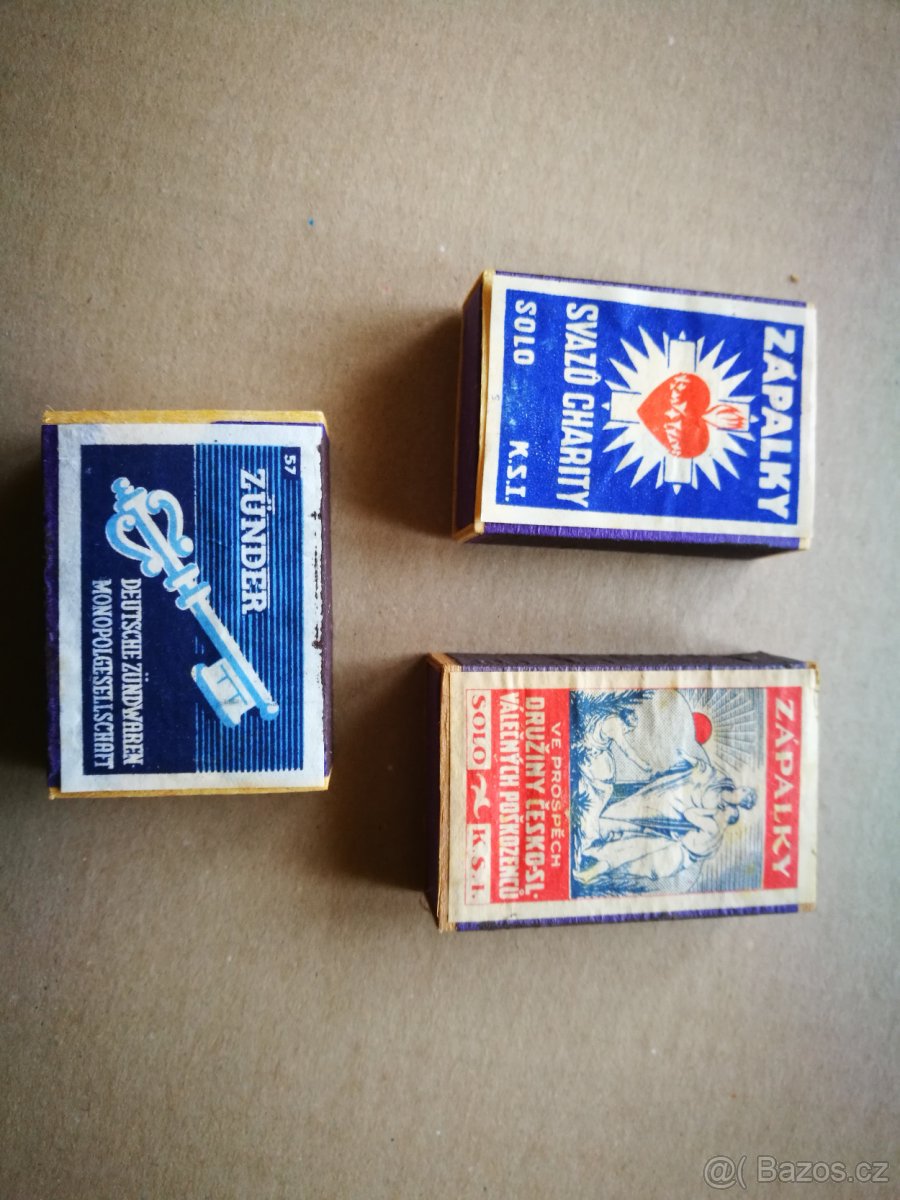 57
ZÜNDER
DEUTSCHE ZÜNDWAREN-
MONOPOLGESELLSCHAFT
ZÁPALKY
SVAZŮ CHARITY
SOLO K.S.I.
ZÁPALKY
VE PROSPĚCH
DRUŽINY ČESKO-SL.
VÁLEČNÝCH POŠKOZENCŮ
SOLO K.S.I.
@( Bazos.cz